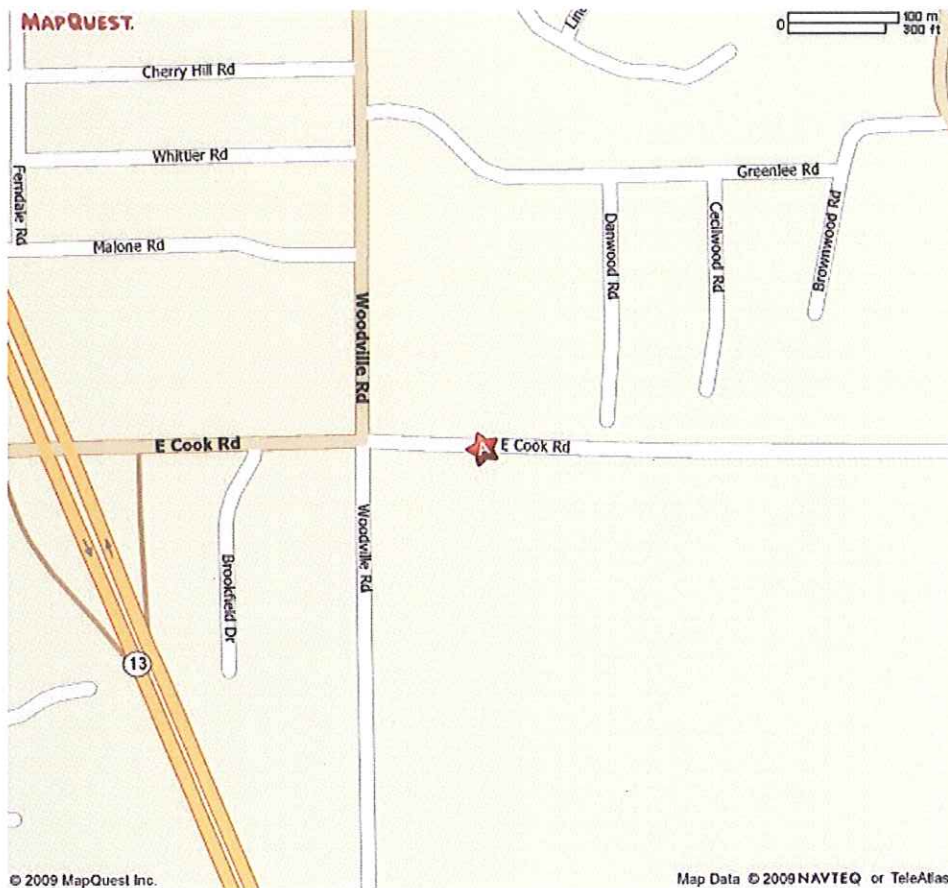 MAPQUEST.
0 100 m
300 ft
Cherry Hill Rd
Whittier Rd
Greenlee Rd
Ferndale Rd
Malone Rd
Danwood Rd
Cecilwood Rd
Brownwood Rd
Woodville Rd
E Cook Rd
A E Cook Rd
Woodville Rd
Brookfield Dr
13
© 2009 MapQuest Inc.
Map Data © 2009 NAVTEQ or TeleAtlas